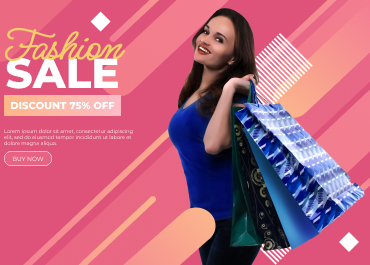 Fashion
SALE
DISCOUNT 75% OFF
Lorem ipsum dolor sit amet, consectetur adipiscing
elit, sed do eiusmod tempor incididunt ut labore et
dolore magna aliqua.
BUY NOW